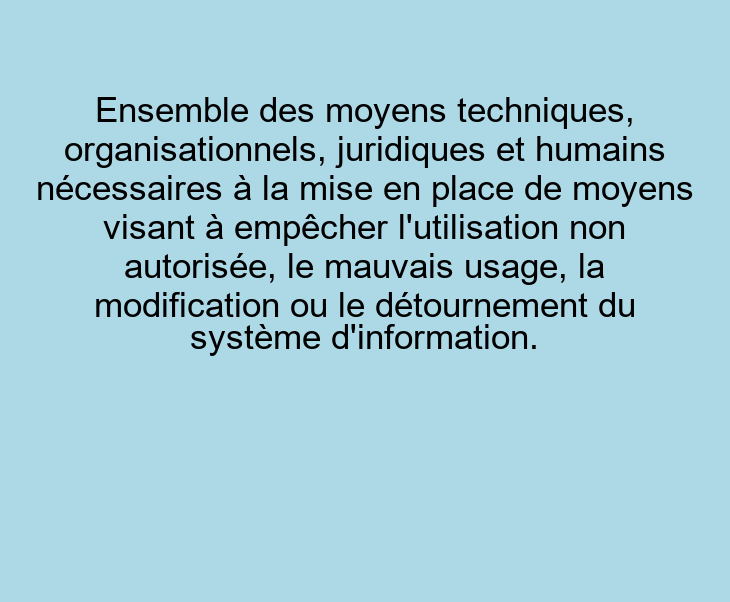 Ensemble des moyens techniques,
organisationnels, juridiques et humains
nécessaires à la mise en place de moyens
visant à empêcher l'utilisation non
autorisée, le mauvais usage, la
modification ou le détournement du
système d'information.